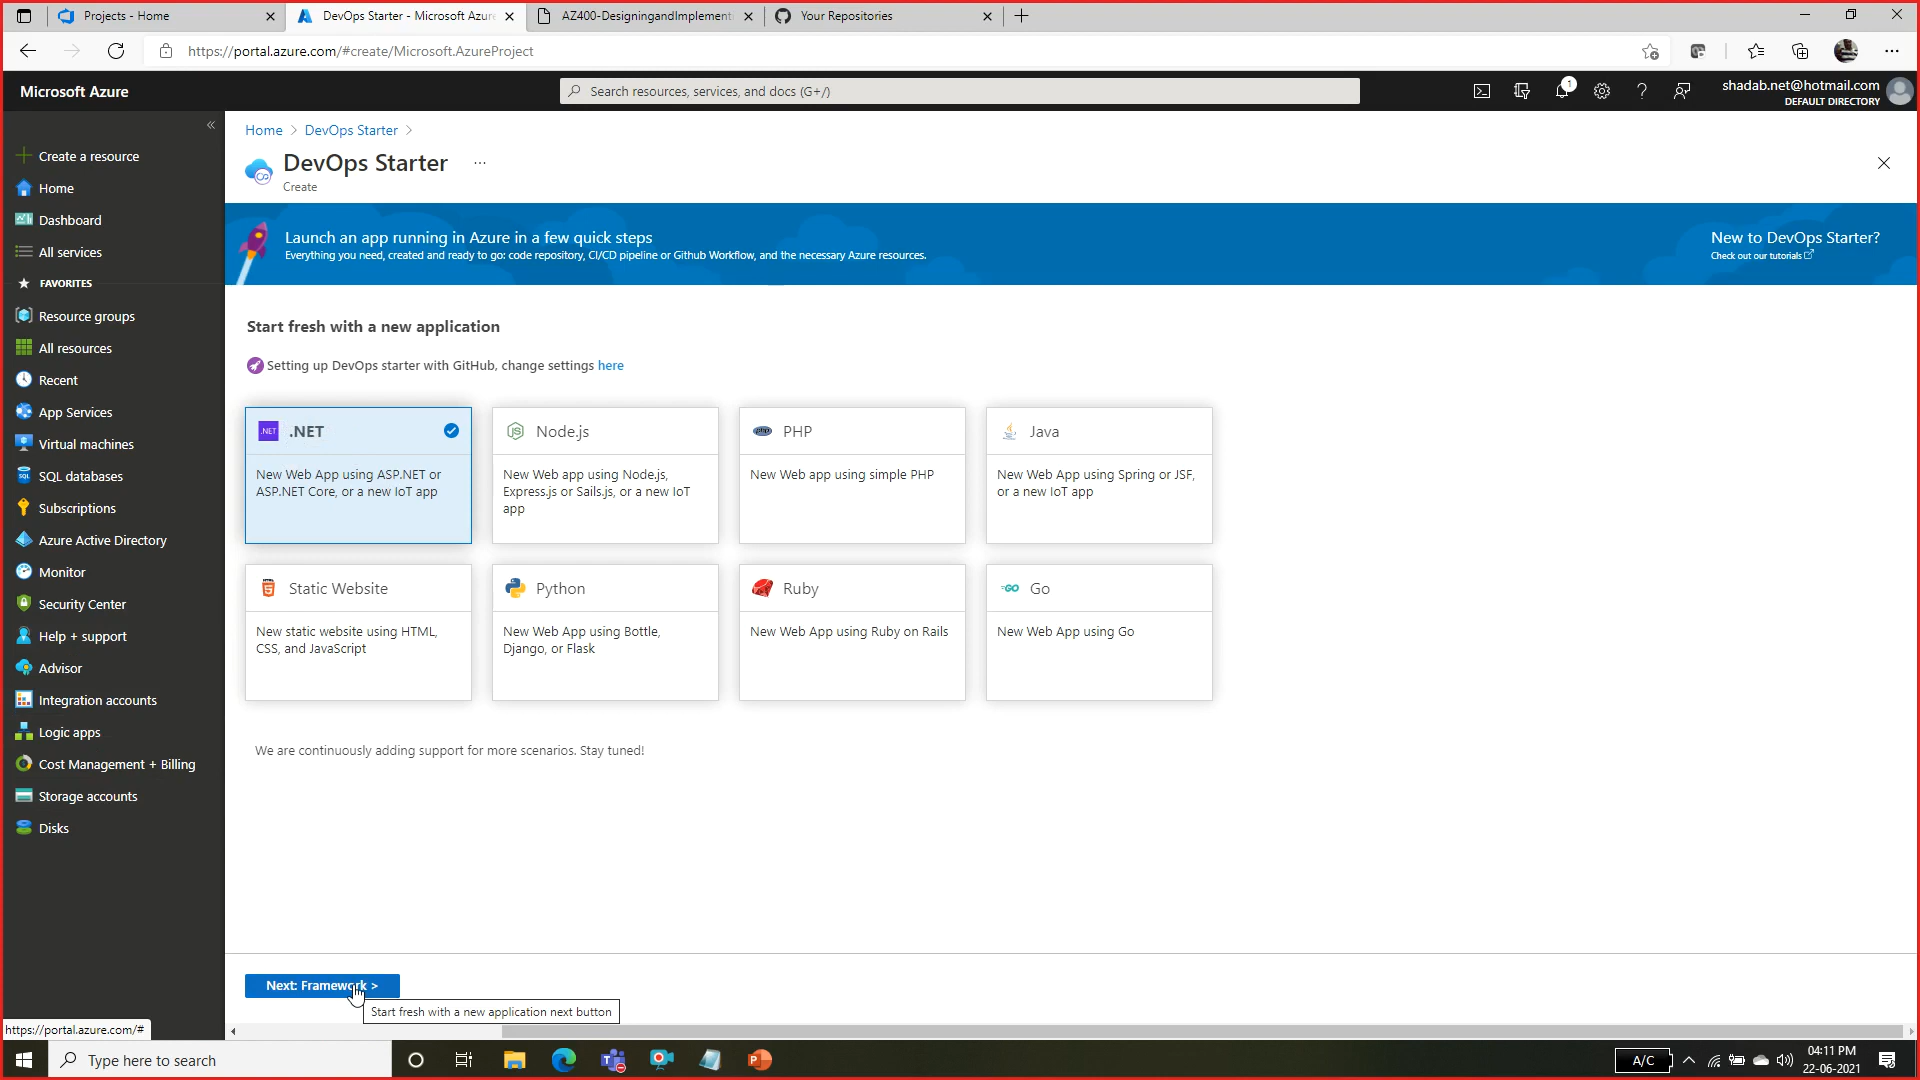 Projects - Home
DevOps Starter - Microsoft Azure
AZ400-DesigningandImplement
Your Repositories
https://portal.azure.com/#create/Microsoft.AzureProject
Microsoft Azure
Search resources, services, and docs (G+/)
1
shadab.net@hotmail.com
DEFAULT DIRECTORY
Create a resource
Home
Dashboard
All services
FAVORITES
Resource groups
All resources
Recent
App Services
Virtual machines
SQL databases
Subscriptions
Azure Active Directory
Monitor
Security Center
Help + support
Advisor
Integration accounts
Logic apps
Cost Management + Billing
Storage accounts
Disks
https://portal.azure.com/#
Home > DevOps Starter >
DevOps Starter ...
Create
Launch an app running in Azure in a few quick steps
Everything you need, created and ready to go: code repository, CI/CD pipeline or Github Workflow, and the necessary Azure resources.
New to DevOps Starter?
Check out our tutorials
Start fresh with a new application
Setting up DevOps starter with GitHub, change settings here
.NET
.NET
New Web App using ASP.NET or
ASP.NET Core, or a new IoT app
Node.js
New Web app using Node.js,
Express.js or Sails.js, or a new IoT
app
php
PHP
New Web app using simple PHP
Java
New Web App using Spring or JSF,
or a new IoT app
Static Website
New static website using HTML,
CSS, and JavaScript
Python
New Web App using Bottle,
Django, or Flask
Ruby
New Web App using Ruby on Rails
GO
Go
New Web App using Go
We are continuously adding support for more scenarios. Stay tuned!
Next: Framework >
Start fresh with a new application next button
Type here to search
A/C
04:11 PM
22-06-2021